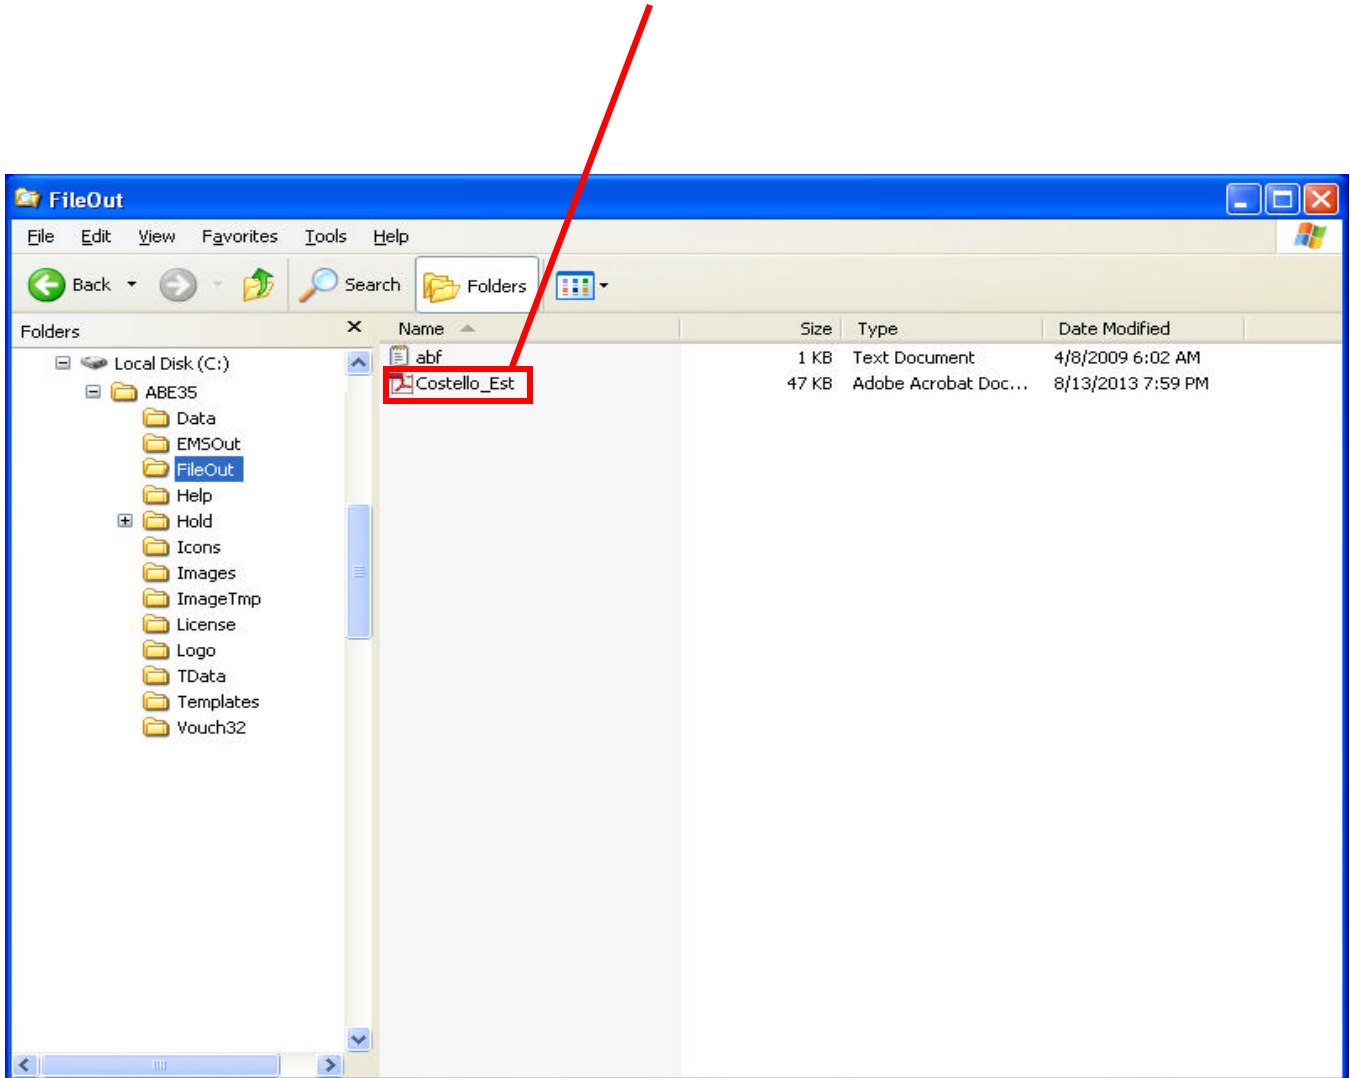 FileOut
File Edit View Favorites Tools Help
Back Search Folders
Folders
Name Size Type Date Modified
Local Disk (C:)
ABE35
Data
EMSOut
FileOut
Help
Hold
Icons
Images
ImageTmp
License
Logo
TData
Templates
Vouch32
abf 1 KB Text Document 4/8/2009 6:02 AM
Costello_Est 47 KB Adobe Acrobat Doc... 8/13/2013 7:59 PM